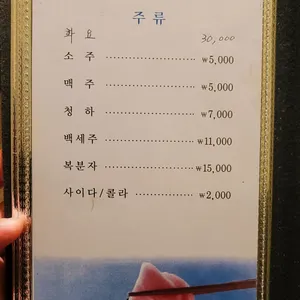 주류
화요 30,000
소주 ₩5,000
맥주 ₩5,000
청하 ₩7,000
백세주 ₩11,000
복분자 ₩15,000
사이다/콜라 ₩2,000